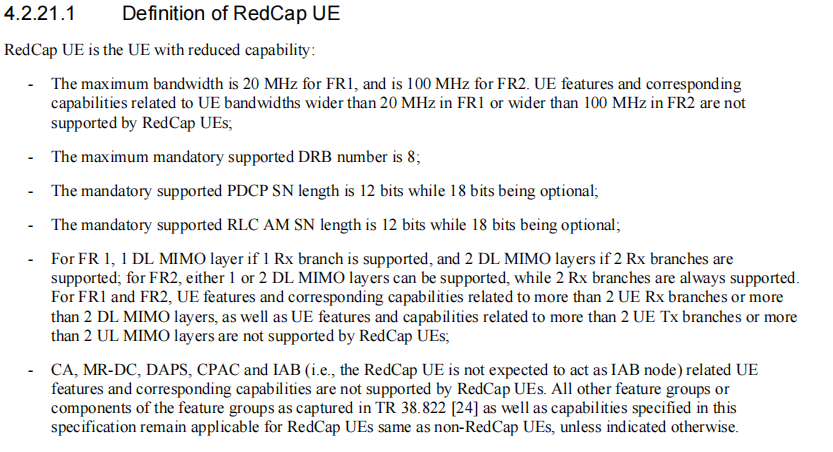 4.2.21.1 Definition of RedCap UE
RedCap UE is the UE with reduced capability:
- The maximum bandwidth is 20 MHz for FR1, and is 100 MHz for FR2. UE features and corresponding
capabilities related to UE bandwidths wider than 20 MHz in FR1 or wider than 100 MHz in FR2 are not
supported by RedCap UEs;
- The maximum mandatory supported DRB number is 8;
- The mandatory supported PDCP SN length is 12 bits while 18 bits being optional;
- The mandatory supported RLC AM SN length is 12 bits while 18 bits being optional;
- For FR 1, 1 DL MIMO layer if 1 Rx branch is supported, and 2 DL MIMO layers if 2 Rx branches are
supported; for FR2, either 1 or 2 DL MIMO layers can be supported, while 2 Rx branches are always supported.
For FR1 and FR2, UE features and corresponding capabilities related to more than 2 UE Rx branches or more
than 2 DL MIMO layers, as well as UE features and capabilities related to more than 2 UE Tx branches or more
than 2 UL MIMO layers are not supported by RedCap UEs;
- CA, MR-DC, DAPS, CPAC and IAB (i.e., the RedCap UE is not expected to act as IAB node) related UE
features and corresponding capabilities are not supported by RedCap UEs. All other feature groups or
components of the feature groups as captured in TR 38.822 [24] as well as capabilities specified in this
specification remain applicable for RedCap UEs same as non-RedCap UEs, unless indicated otherwise.